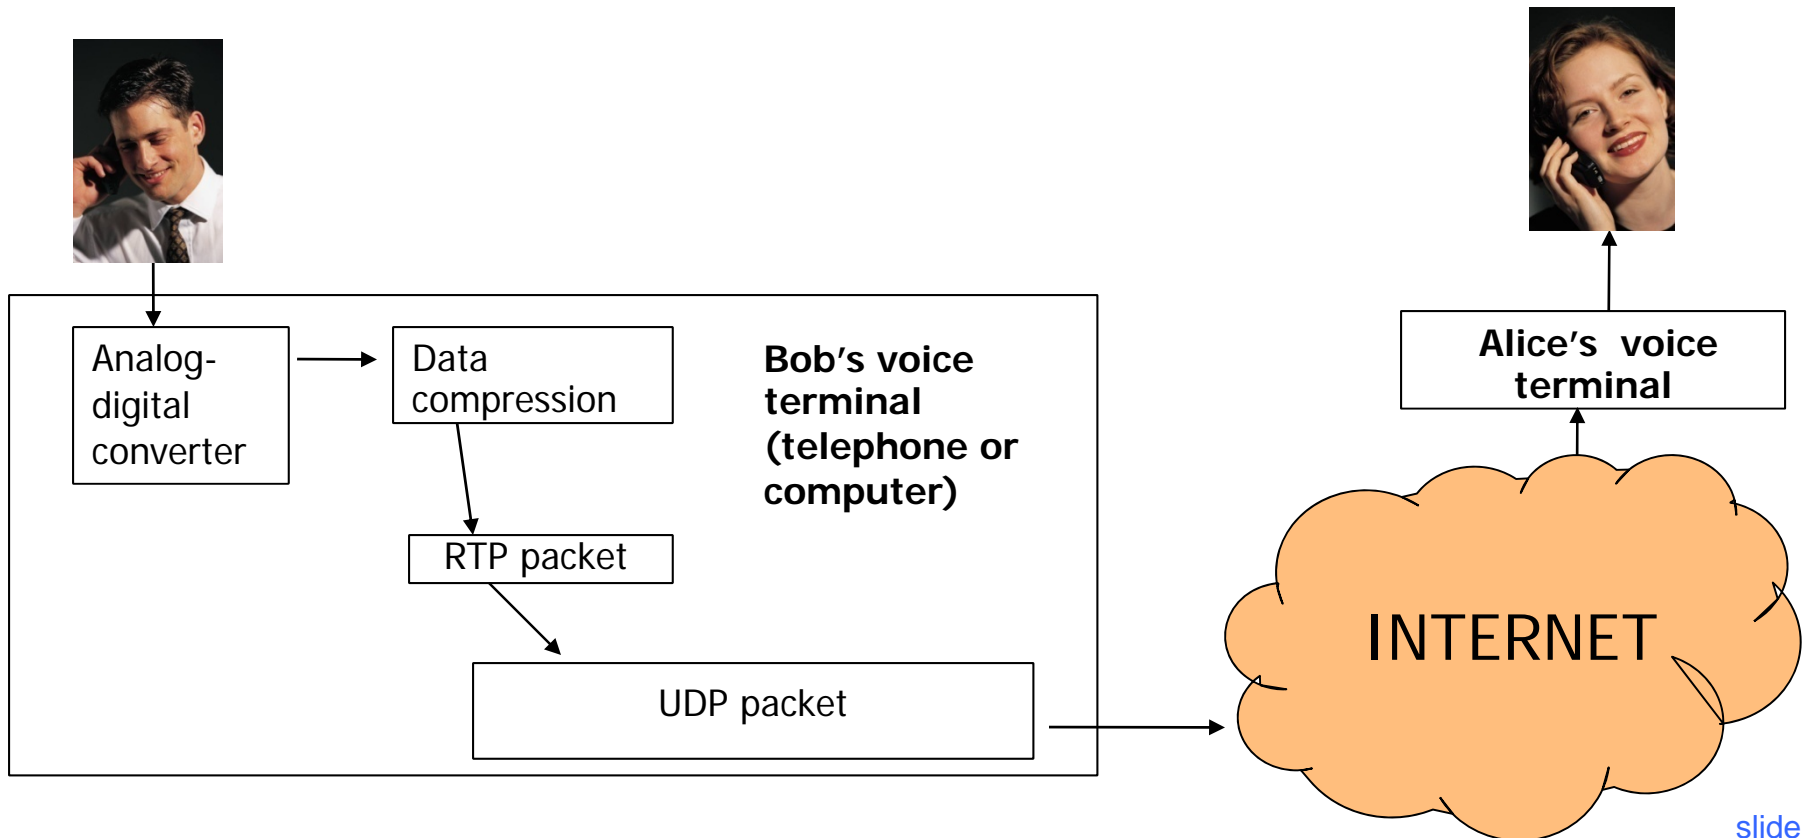 Analog-
digital
converter
Data
compression
Bob's voice
terminal
(telephone or
computer)
RTP packet
UDP packet
Alice's voice
terminal
INTERNET
slide